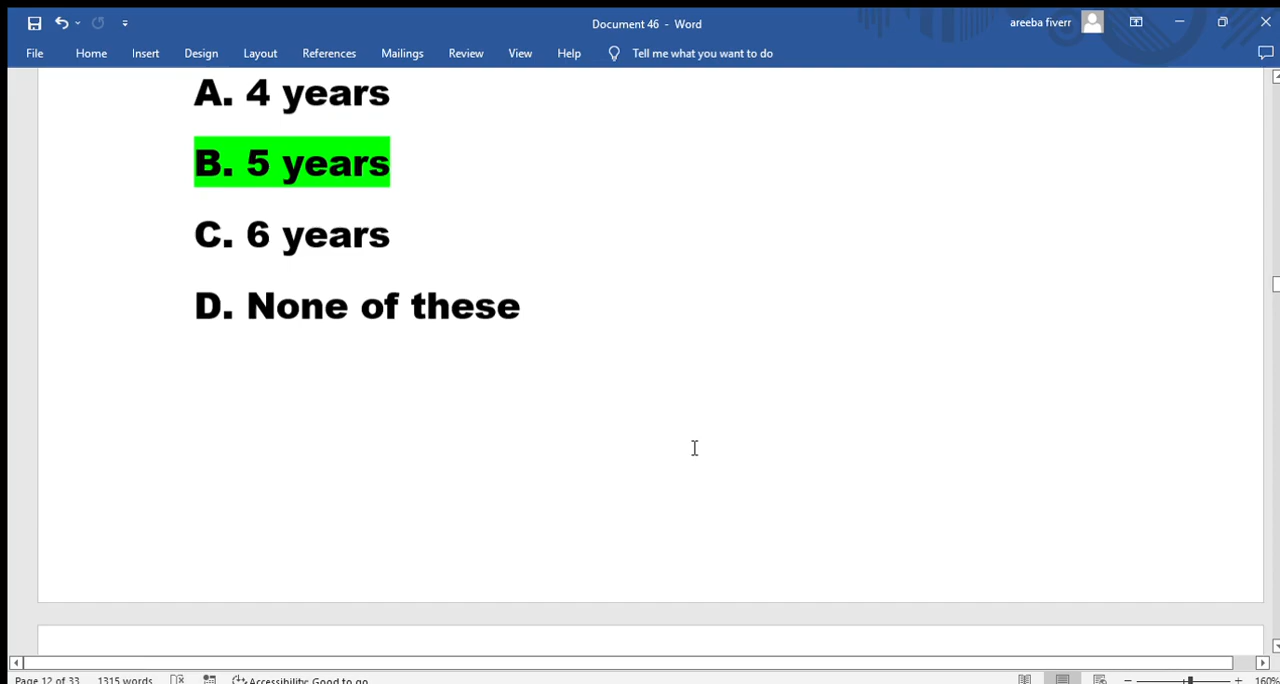 Document 46 - Word
areeba fiverr
File Home Insert Design Layout References Mailings Review View Help Tell me what you want to do
A. 4 years
B. 5 years
C. 6 years
D. None of these
Page 12 of 33 1315 words Accessibility: Good to go 160%